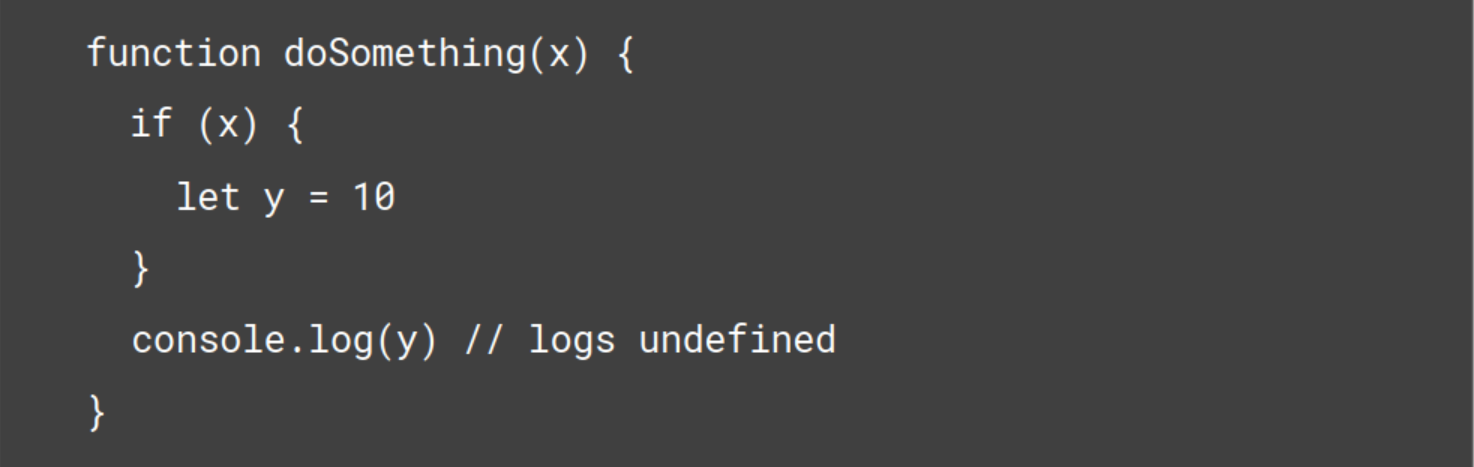 function doSomething(x) {
if (x) {
let y = 10
}
console.log(y) // logs undefined
}